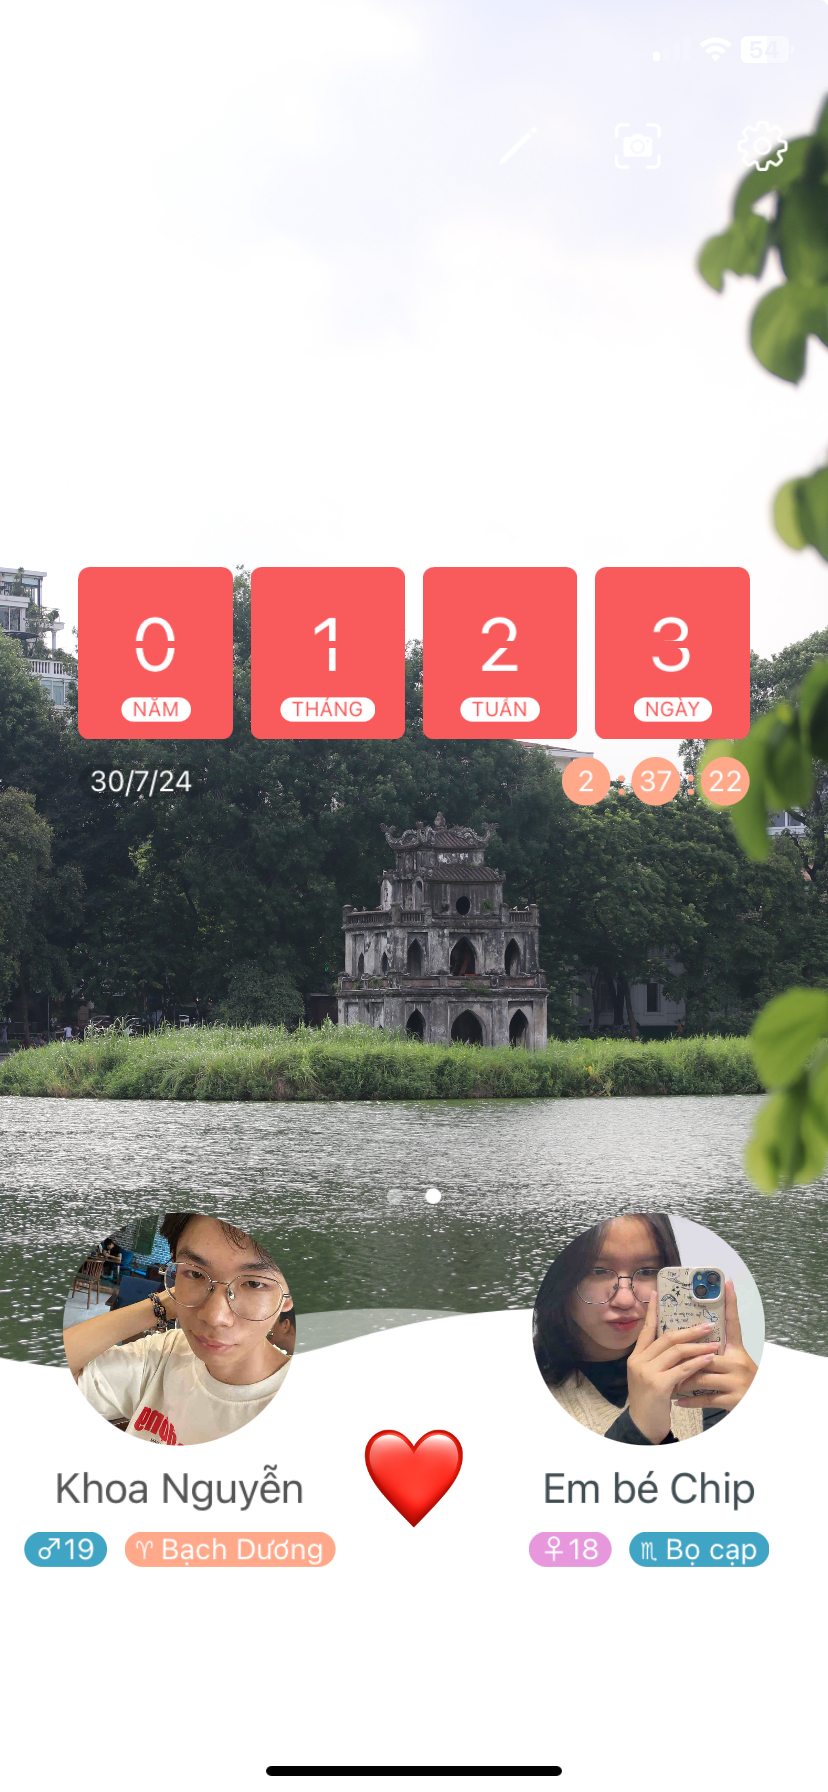 54
0 1 2 3
NĂM THÁNG TUẦN NGÀY
30/7/24 2 : 37 : 22
Khoa Nguyễn Em bé Chip
♂19 ♈ Bạch Dương ♀18 ♏ Bọ cạp